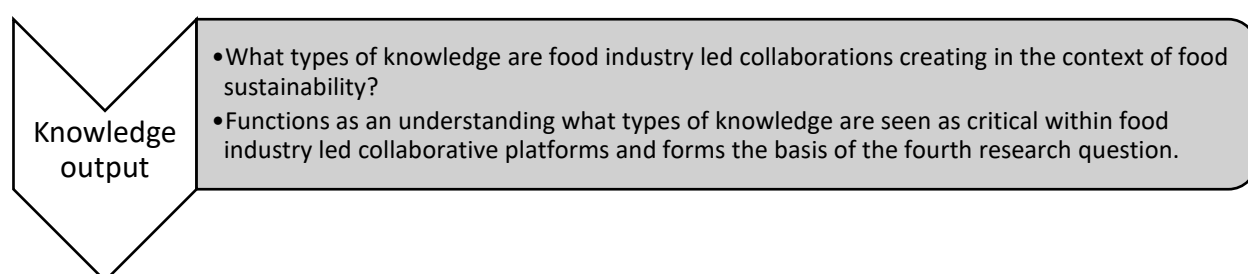 Knowledge
output
•What types of knowledge are food industry led collaborations creating in the context of food
sustainability?
•Functions as an understanding what types of knowledge are seen as critical within food
industry led collaborative platforms and forms the basis of the fourth research question.